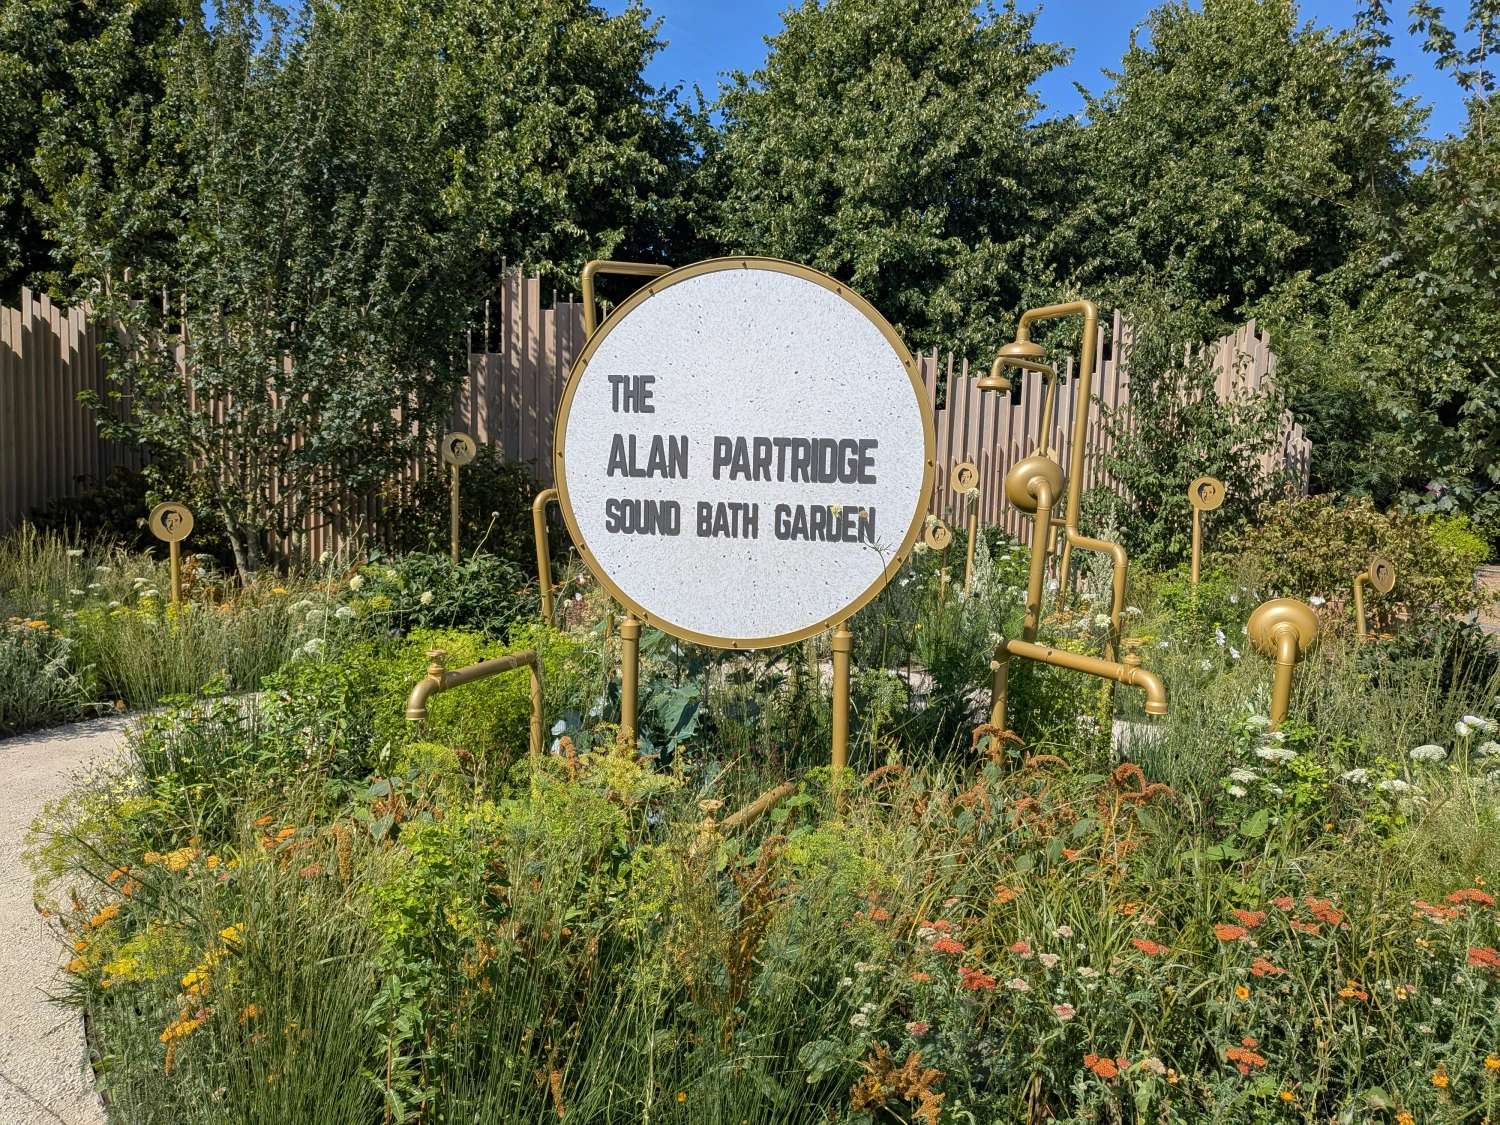 THE
ALAN PARTRIDGE
SOUND BATH GARDEN